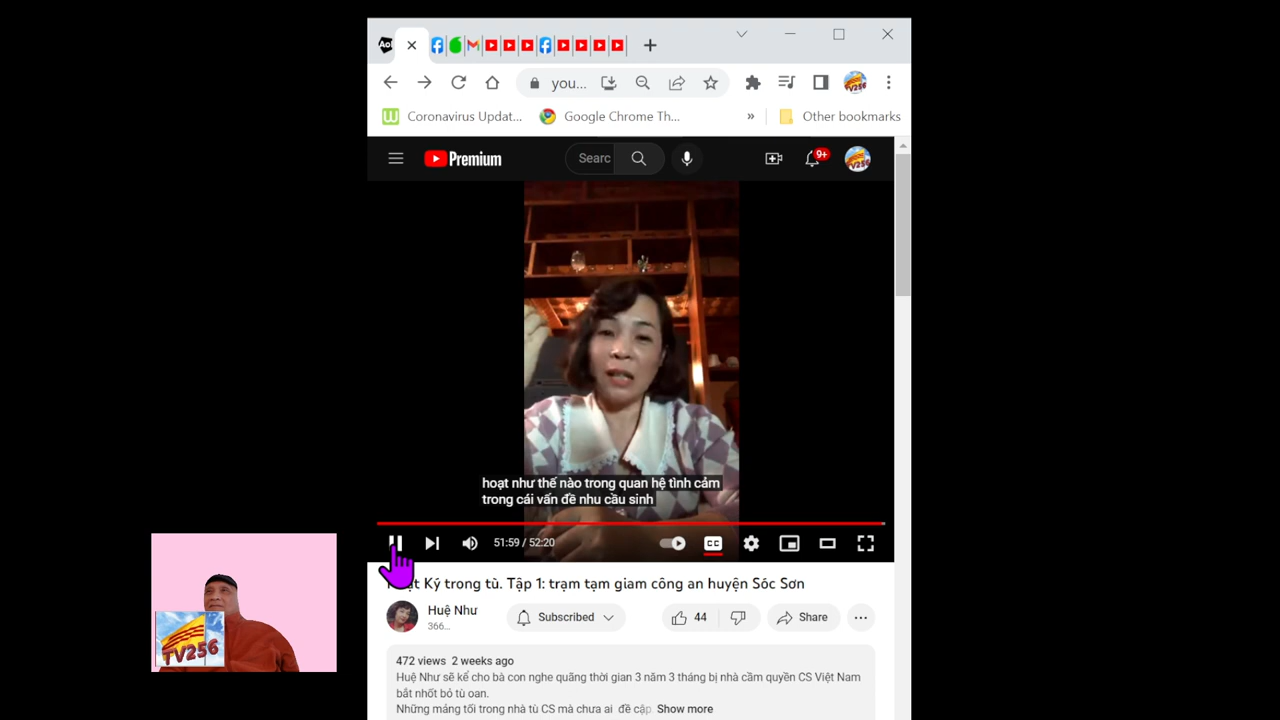 Aol
you...
W Coronavirus Updat...
Google Chrome Th...
»
Other bookmarks
Premium
Searc
9+
TV256
hoạt như thế nào trong quan hệ tình cảm
trong cái vấn đề nhu cầu sinh
51:59 / 52:20
CC
Ký trong tù. Tập 1: trạm tạm giam công an huyện Sóc Sơn
Huệ Như
366...
Subscribed
44
Share
472 views 2 weeks ago
Huệ Như sẽ kể cho bà con nghe quãng thời gian 3 năm 3 tháng bị nhà cầm quyền CS Việt Nam
bắt nhốt bỏ tù oan.
Những mảng tối trong nhà tù CS mà chưa ai đề cập
Show more
TV256